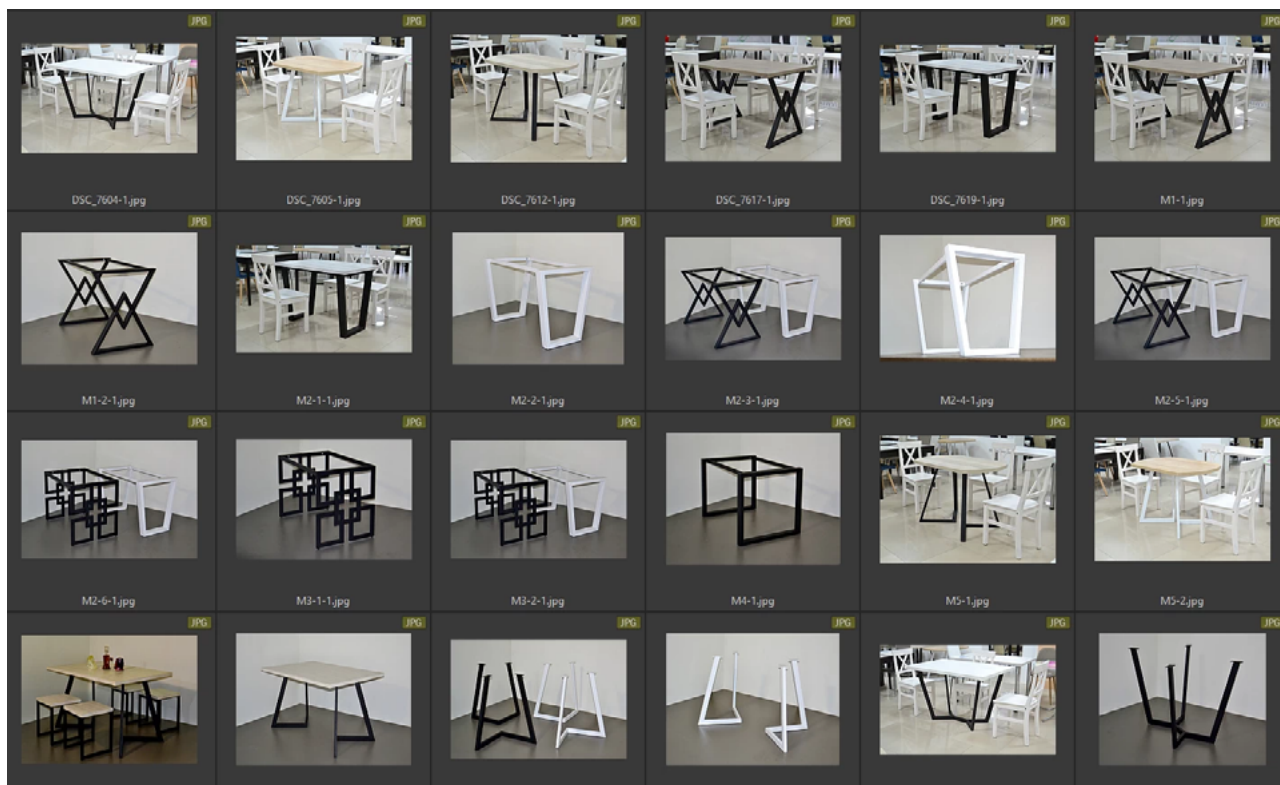 JPG JPG JPG JPG JPG JPG
DSC_7604-1.jpg DSC_7605-1.jpg DSC_7612-1.jpg DSC_7617-1.jpg DSC_7619-1.jpg M1-1.jpg
JPG JPG JPG JPG JPG JPG
M1-2-1.jpg M2-1-1.jpg M2-2-1.jpg M2-3-1.jpg M2-4-1.jpg M2-5-1.jpg
JPG JPG JPG JPG JPG JPG
M2-6-1.jpg M3-1-1.jpg M3-2-1.jpg M4-1.jpg M5-1.jpg M5-2.jpg
JPG JPG JPG JPG JPG JPG